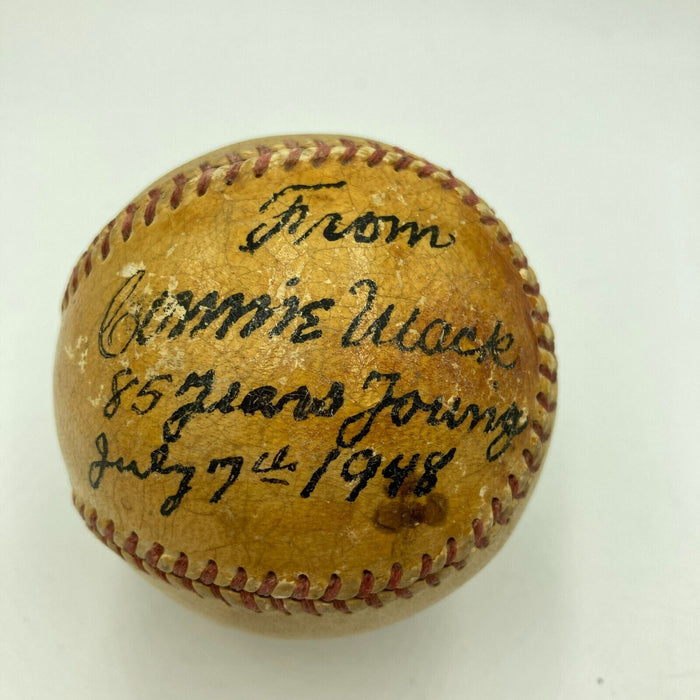 From
Connie Mack
85 Years Young
July 7th 1948